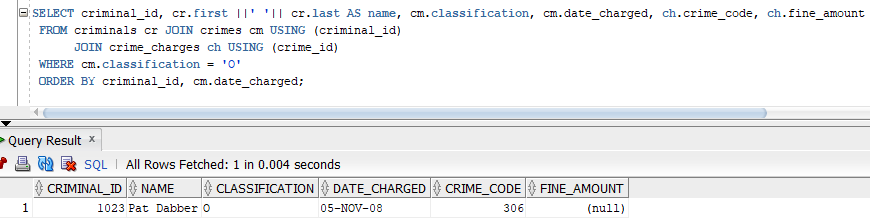 SELECT criminal_id, cr.first ||' '|| cr.last AS name, cm.classification, cm.date_charged, ch.crime_code, ch.fine_amount
FROM criminals cr JOIN crimes cm USING (criminal_id)
JOIN crime_charges ch USING (crime_id)
WHERE cm.classification = 'O'
ORDER BY criminal_id, cm.date_charged;
Query Result x
SQL | All Rows Fetched: 1 in 0.004 seconds
CRIMINAL_ID NAME CLASSIFICATION DATE_CHARGED CRIME_CODE FINE_AMOUNT
1 1023 Pat Dabber O 05-NOV-08 306 (null)